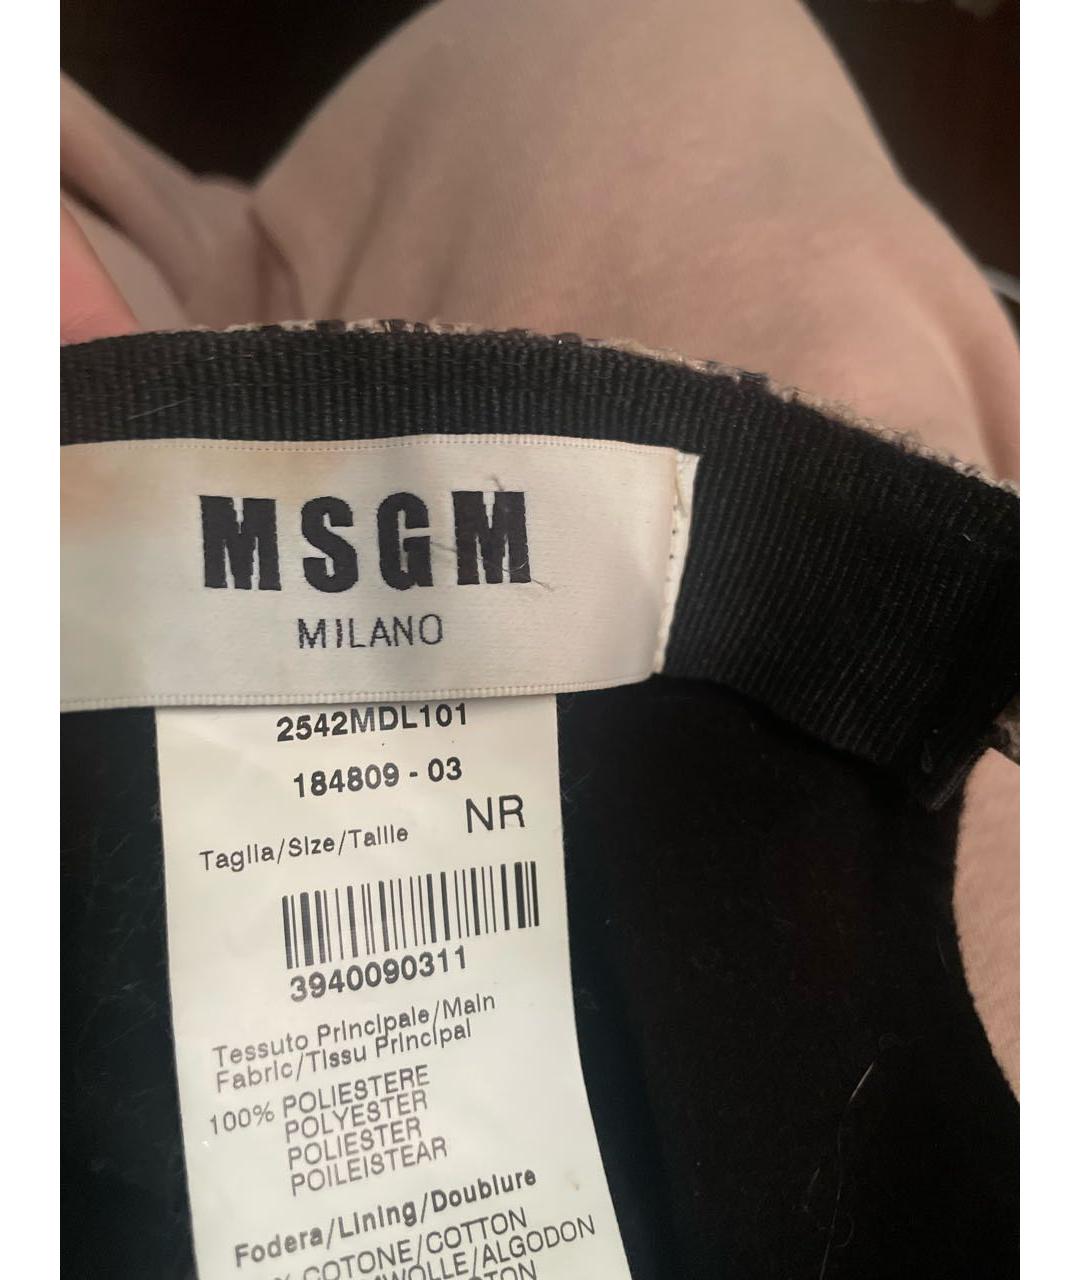 MSGM
MILANO
2542MDL101
184809 - 03
Taglia/Size/Taille NR
3940090311
Tessuto Principale/Main
Fabric/Tissu Principal
100% POLIESTERE
POLYESTER
POLIESTER
POILEISTEAR
Fodera/Lining/Doublure
% COTONE/COTTON
/ALGODON